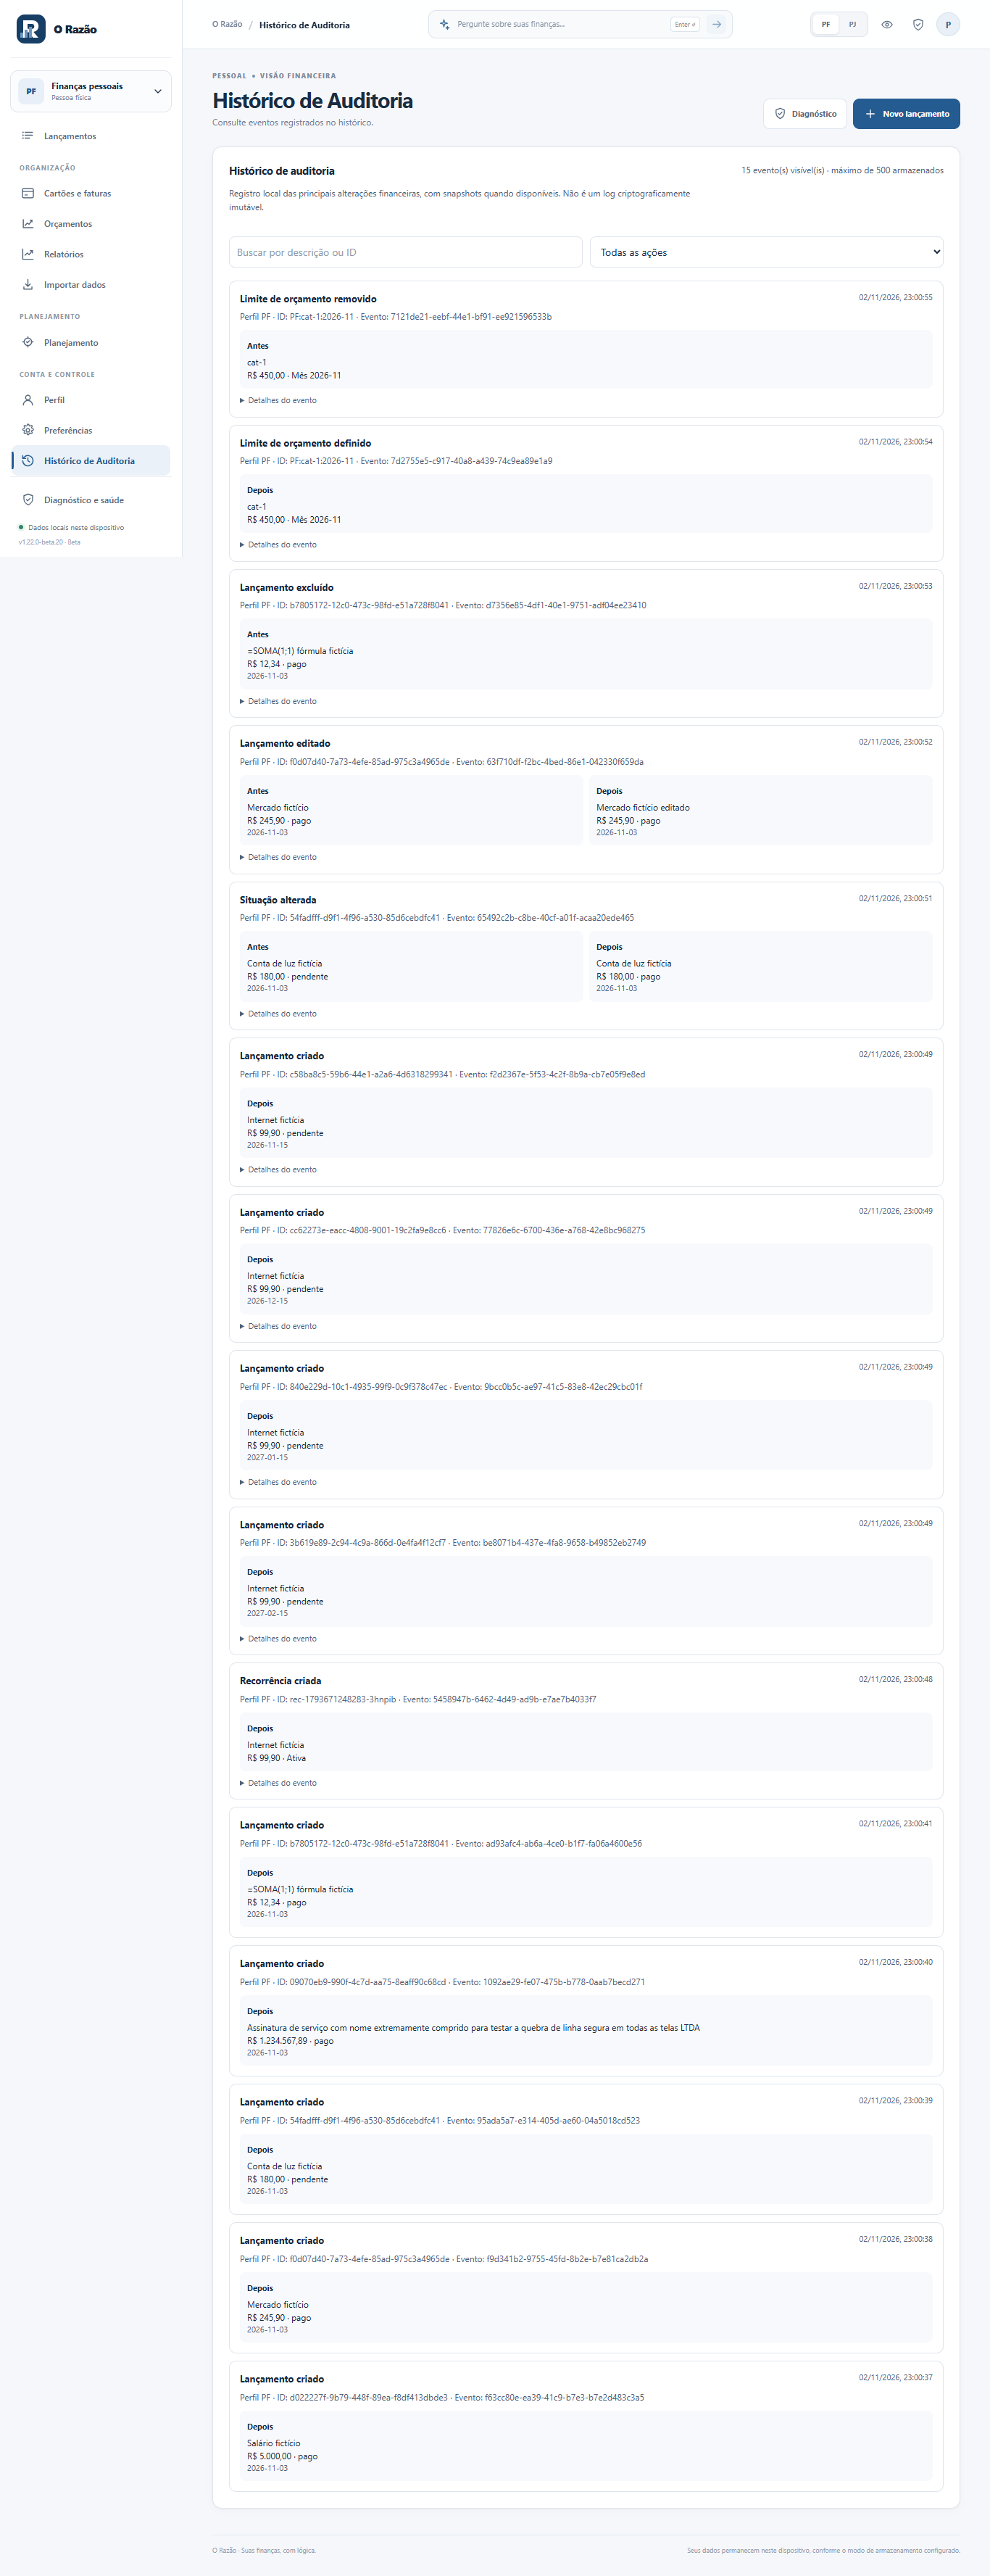 O Razão
PF
Finanças pessoais
Pessoa física
Lançamentos
ORGANIZAÇÃO
Cartões e faturas
Orçamentos
Relatórios
Importar dados
PLANEJAMENTO
Planejamento
CONTA E CONTROLE
Perfil
Preferências
Histórico de Auditoria
Diagnóstico e saúde
Dados locais neste dispositivo
v1.22.0-beta.20 · Beta
O Razão / Histórico de Auditoria
Pergunte sobre suas finanças... Enter ↵
PF PJ
P
PESSOAL • VISÃO FINANCEIRA
Histórico de Auditoria
Consulte eventos registrados no histórico.
Diagnóstico
Novo lançamento
Histórico de auditoria
15 evento(s) visível(is) · máximo de 500 armazenados
Registro local das principais alterações financeiras, com snapshots quando disponíveis. Não é um log criptograficamente
imutável.
Buscar por descrição ou ID
Todas as ações
Limite de orçamento removido 02/11/2026, 23:00:55
Perfil PF · ID: PF:cat-1:2026-11 · Evento: 7121de21-eebf-44e1-bf91-ee921596533b
Antes
cat-1
R$ 450,00 · Mês 2026-11
Detalhes do evento
Limite de orçamento definido 02/11/2026, 23:00:54
Perfil PF · ID: PF:cat-1:2026-11 · Evento: 7d2755e5-c917-40a8-a439-74c9ea89e1a9
Depois
cat-1
R$ 450,00 · Mês 2026-11
Detalhes do evento
Lançamento excluído 02/11/2026, 23:00:53
Perfil PF · ID: b7805172-12c0-473c-98fd-e51a728f8041 · Evento: d7356e85-4df1-40e1-9751-adf04ee23410
Antes
=SOMA(1;1) fórmula fictícia
R$ 12,34 · pago
2026-11-03
Detalhes do evento
Lançamento editado 02/11/2026, 23:00:52
Perfil PF · ID: f0d07d40-7a73-4efe-85ad-975c3a4965de · Evento: 63f710df-f2bc-4bed-86e1-042330f659da
Antes Depois
Mercado fictício Mercado fictício editado
R$ 245,90 · pago R$ 245,90 · pago
2026-11-03 2026-11-03
Detalhes do evento
Situação alterada 02/11/2026, 23:00:51
Perfil PF · ID: 54fadfff-d9f1-4f96-a530-85d6cebdfc41 · Evento: 65492c2b-c8be-40cf-a01f-acaa20ede465
Antes Depois
Conta de luz fictícia Conta de luz fictícia
R$ 180,00 · pendente R$ 180,00 · pago
2026-11-03 2026-11-03
Detalhes do evento
Lançamento criado 02/11/2026, 23:00:49
Perfil PF · ID: c58ba8c5-59b6-44e1-a2a6-4d6318299341 · Evento: f2d2367e-5f53-4c2f-8b9a-cb7e05f9e8ed
Depois
Internet fictícia
R$ 99,90 · pendente
2026-11-15
Detalhes do evento
Lançamento criado 02/11/2026, 23:00:49
Perfil PF · ID: cc62273e-eacc-4808-9001-19c2fa9e8cc6 · Evento: 77826e6c-6700-436e-a768-42e8bc968275
Depois
Internet fictícia
R$ 99,90 · pendente
2026-12-15
Detalhes do evento
Lançamento criado 02/11/2026, 23:00:49
Perfil PF · ID: 840e229d-10c1-4935-99f9-0c9f378c47ec · Evento: 9bcc0b5c-ae97-41c5-83e8-42ec29cbc01f
Depois
Internet fictícia
R$ 99,90 · pendente
2027-01-15
Detalhes do evento
Lançamento criado 02/11/2026, 23:00:49
Perfil PF · ID: 3b619e89-2c94-4c9a-866d-0e4fa4f12cf7 · Evento: be8071b4-437e-4fa8-9658-b49852eb2749
Depois
Internet fictícia
R$ 99,90 · pendente
2027-02-15
Detalhes do evento
Recorrência criada 02/11/2026, 23:00:48
Perfil PF · ID: rec-1793671248283-3hnpib · Evento: 5458947b-6462-4d49-ad9b-e7ae7b4033f7
Depois
Internet fictícia
R$ 99,90 · Ativa
Detalhes do evento
Lançamento criado 02/11/2026, 23:00:41
Perfil PF · ID: b7805172-12c0-473c-98fd-e51a728f8041 · Evento: ad93afc4-ab6a-4ce0-b1f7-fa06a4600e56
Depois
=SOMA(1;1) fórmula fictícia
R$ 12,34 · pago
2026-11-03
Lançamento criado 02/11/2026, 23:00:40
Perfil PF · ID: 09070eb9-990f-4c7d-aa75-8eaff90c68cd · Evento: 1092ae29-fe07-475b-b778-0aab7becd271
Depois
Assinatura de serviço com nome extremamente comprido para testar a quebra de linha segura em todas as telas LTDA
R$ 1.234.567,89 · pago
2026-11-03
Lançamento criado 02/11/2026, 23:00:39
Perfil PF · ID: 54fadfff-d9f1-4f96-a530-85d6cebdfc41 · Evento: 95ada5a7-e314-405d-ae60-04a5018cd523
Depois
Conta de luz fictícia
R$ 180,00 · pendente
2026-11-03
Lançamento criado 02/11/2026, 23:00:38
Perfil PF · ID: f0d07d40-7a73-4efe-85ad-975c3a4965de · Evento: f9d341b2-9755-45fd-8b2e-b7e81ca2db2a
Depois
Mercado fictício
R$ 245,90 · pago
2026-11-03
Lançamento criado 02/11/2026, 23:00:37
Perfil PF · ID: d022227f-9b79-448f-89ea-f8df413dbde3 · Evento: f63cc80e-ea39-41c9-b7e3-b7e2d483c3a5
Depois
Salário fictício
R$ 5.000,00 · pago
2026-11-03
O Razão · Suas finanças, com lógica.
Seus dados permanecem neste dispositivo, conforme o modo de armazenamento configurado.